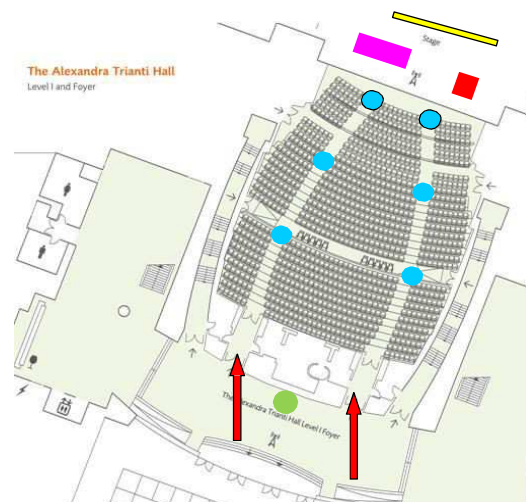 The Alexandra Trianti Hall
Level I and Foyer
Stage
The Alexandra Trianti Hall Level I Foyer